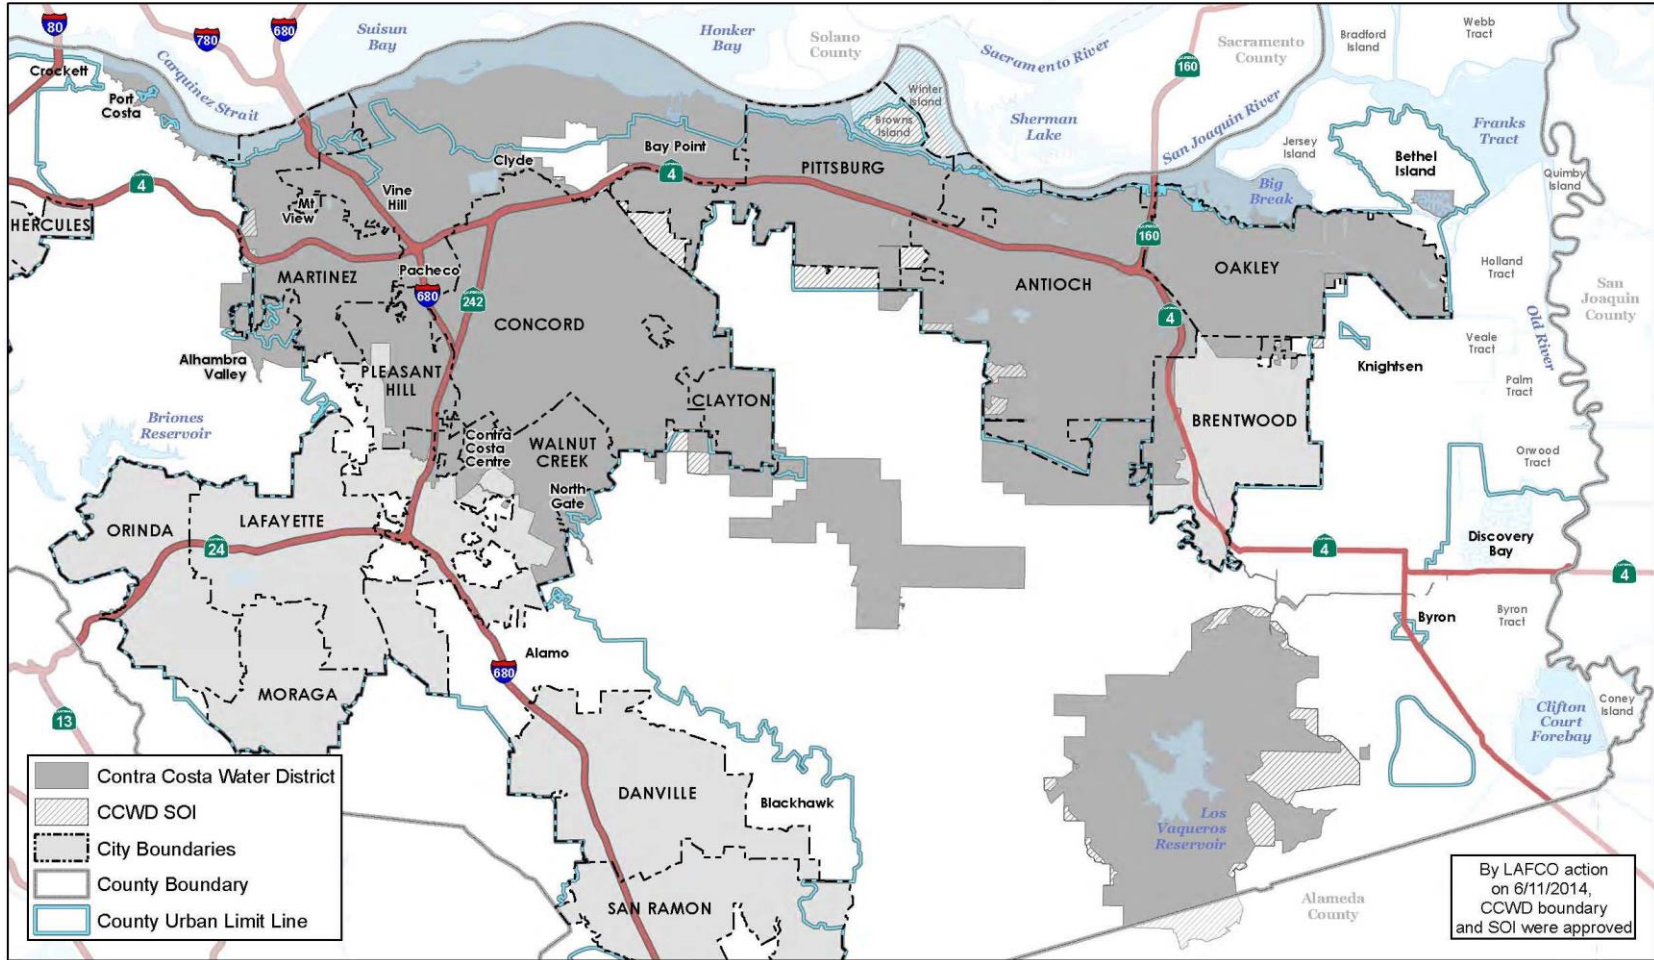 80
780
680
Suisun
Bay
Honker
Bay
Solano
County
Sacramento River
160
Sacramento
County
Bradford
Island
Webb
Tract
Crockett
Carquinez Strait
Port
Costa
Winter
Island
Browns
Island
Sherman
Lake
San Joaquin River
Jersey
Island
Franks
Tract
Bethel
Island
Quimby
Island
4
Clyde
Bay Point
4
PITTSBURG
Big
Break
HERCULES
Mt
View
Vine
Hill
160
MARTINEZ
Pacheco
680
242
CONCORD
ANTIOCH
OAKLEY
4
Holland
Tract
San
Joaquin
County
Old River
Alhambra
Valley
PLEASANT
HILL
CLAYTON
Knightsen
Veale
Tract
Palm
Tract
Briones
Reservoir
Contra
Costa
Centre
WALNUT
CREEK
BRENTWOOD
North
Gate
Orwood
Tract
ORINDA
LAFAYETTE
24
4
Discovery
Bay
4
Byron
Byron
Tract
Alamo
680
MORAGA
13
Clifton
Court
Forebay
Coney
Island
DANVILLE
Blackhawk
Los
Vaqueros
Reservoir
SAN RAMON
Alameda
County
Contra Costa Water District
CCWD SOI
City Boundaries
County Boundary
County Urban Limit Line
By LAFCO action
on 6/11/2014,
CCWD boundary
and SOI were approved